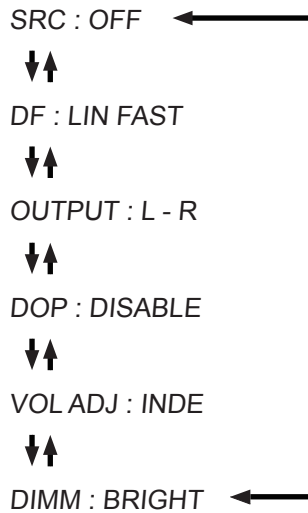 SRC : OFF
DF : LIN FAST
OUTPUT : L - R
DOP : DISABLE
VOL ADJ : INDE
DIMM : BRIGHT